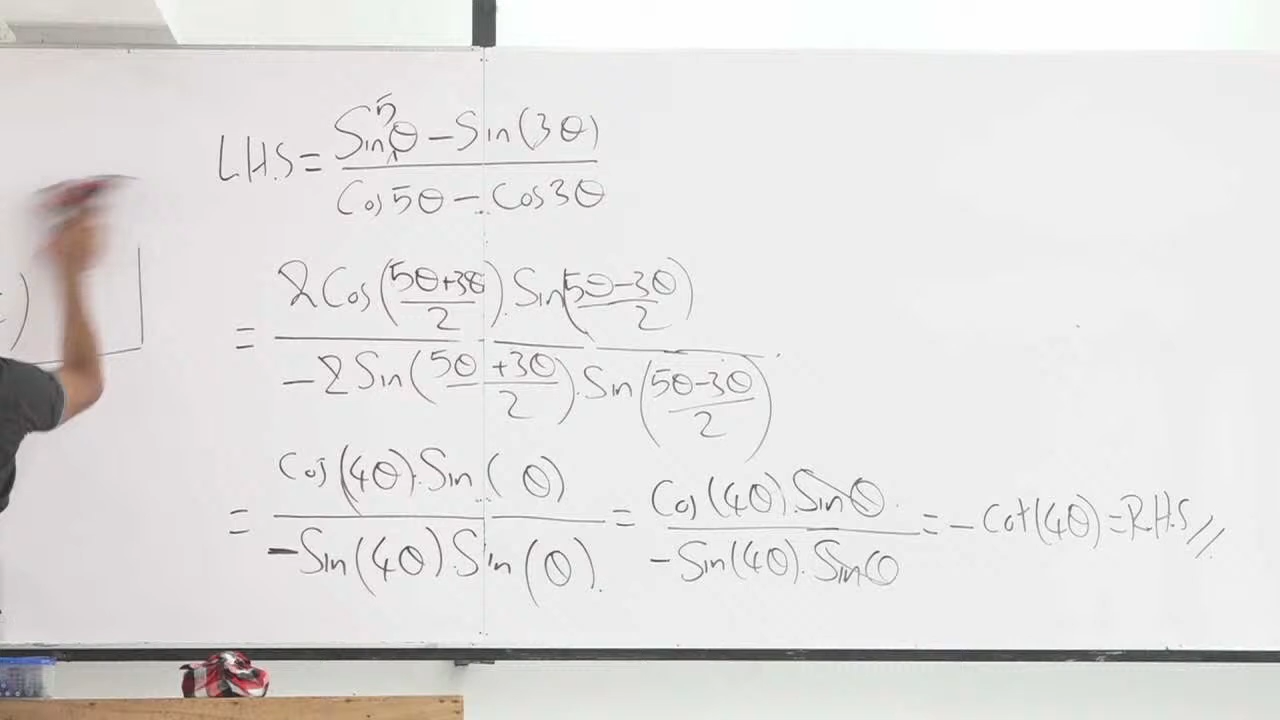 L.H.S = (Sin5θ − Sin(3θ)) / (Cos5θ − Cos3θ)
= (2Cos((5θ+3θ)/2).Sin((5θ−3θ)/2)) / (−2Sin((5θ+3θ)/2).Sin((5θ−3θ)/2))
= (Cos(4θ).Sin(θ)) / (−Sin(4θ).Sin(θ)) = (Cos(4θ).Sinθ) / (−Sin(4θ).Sinθ) = −Cot(4θ) = R.H.S //